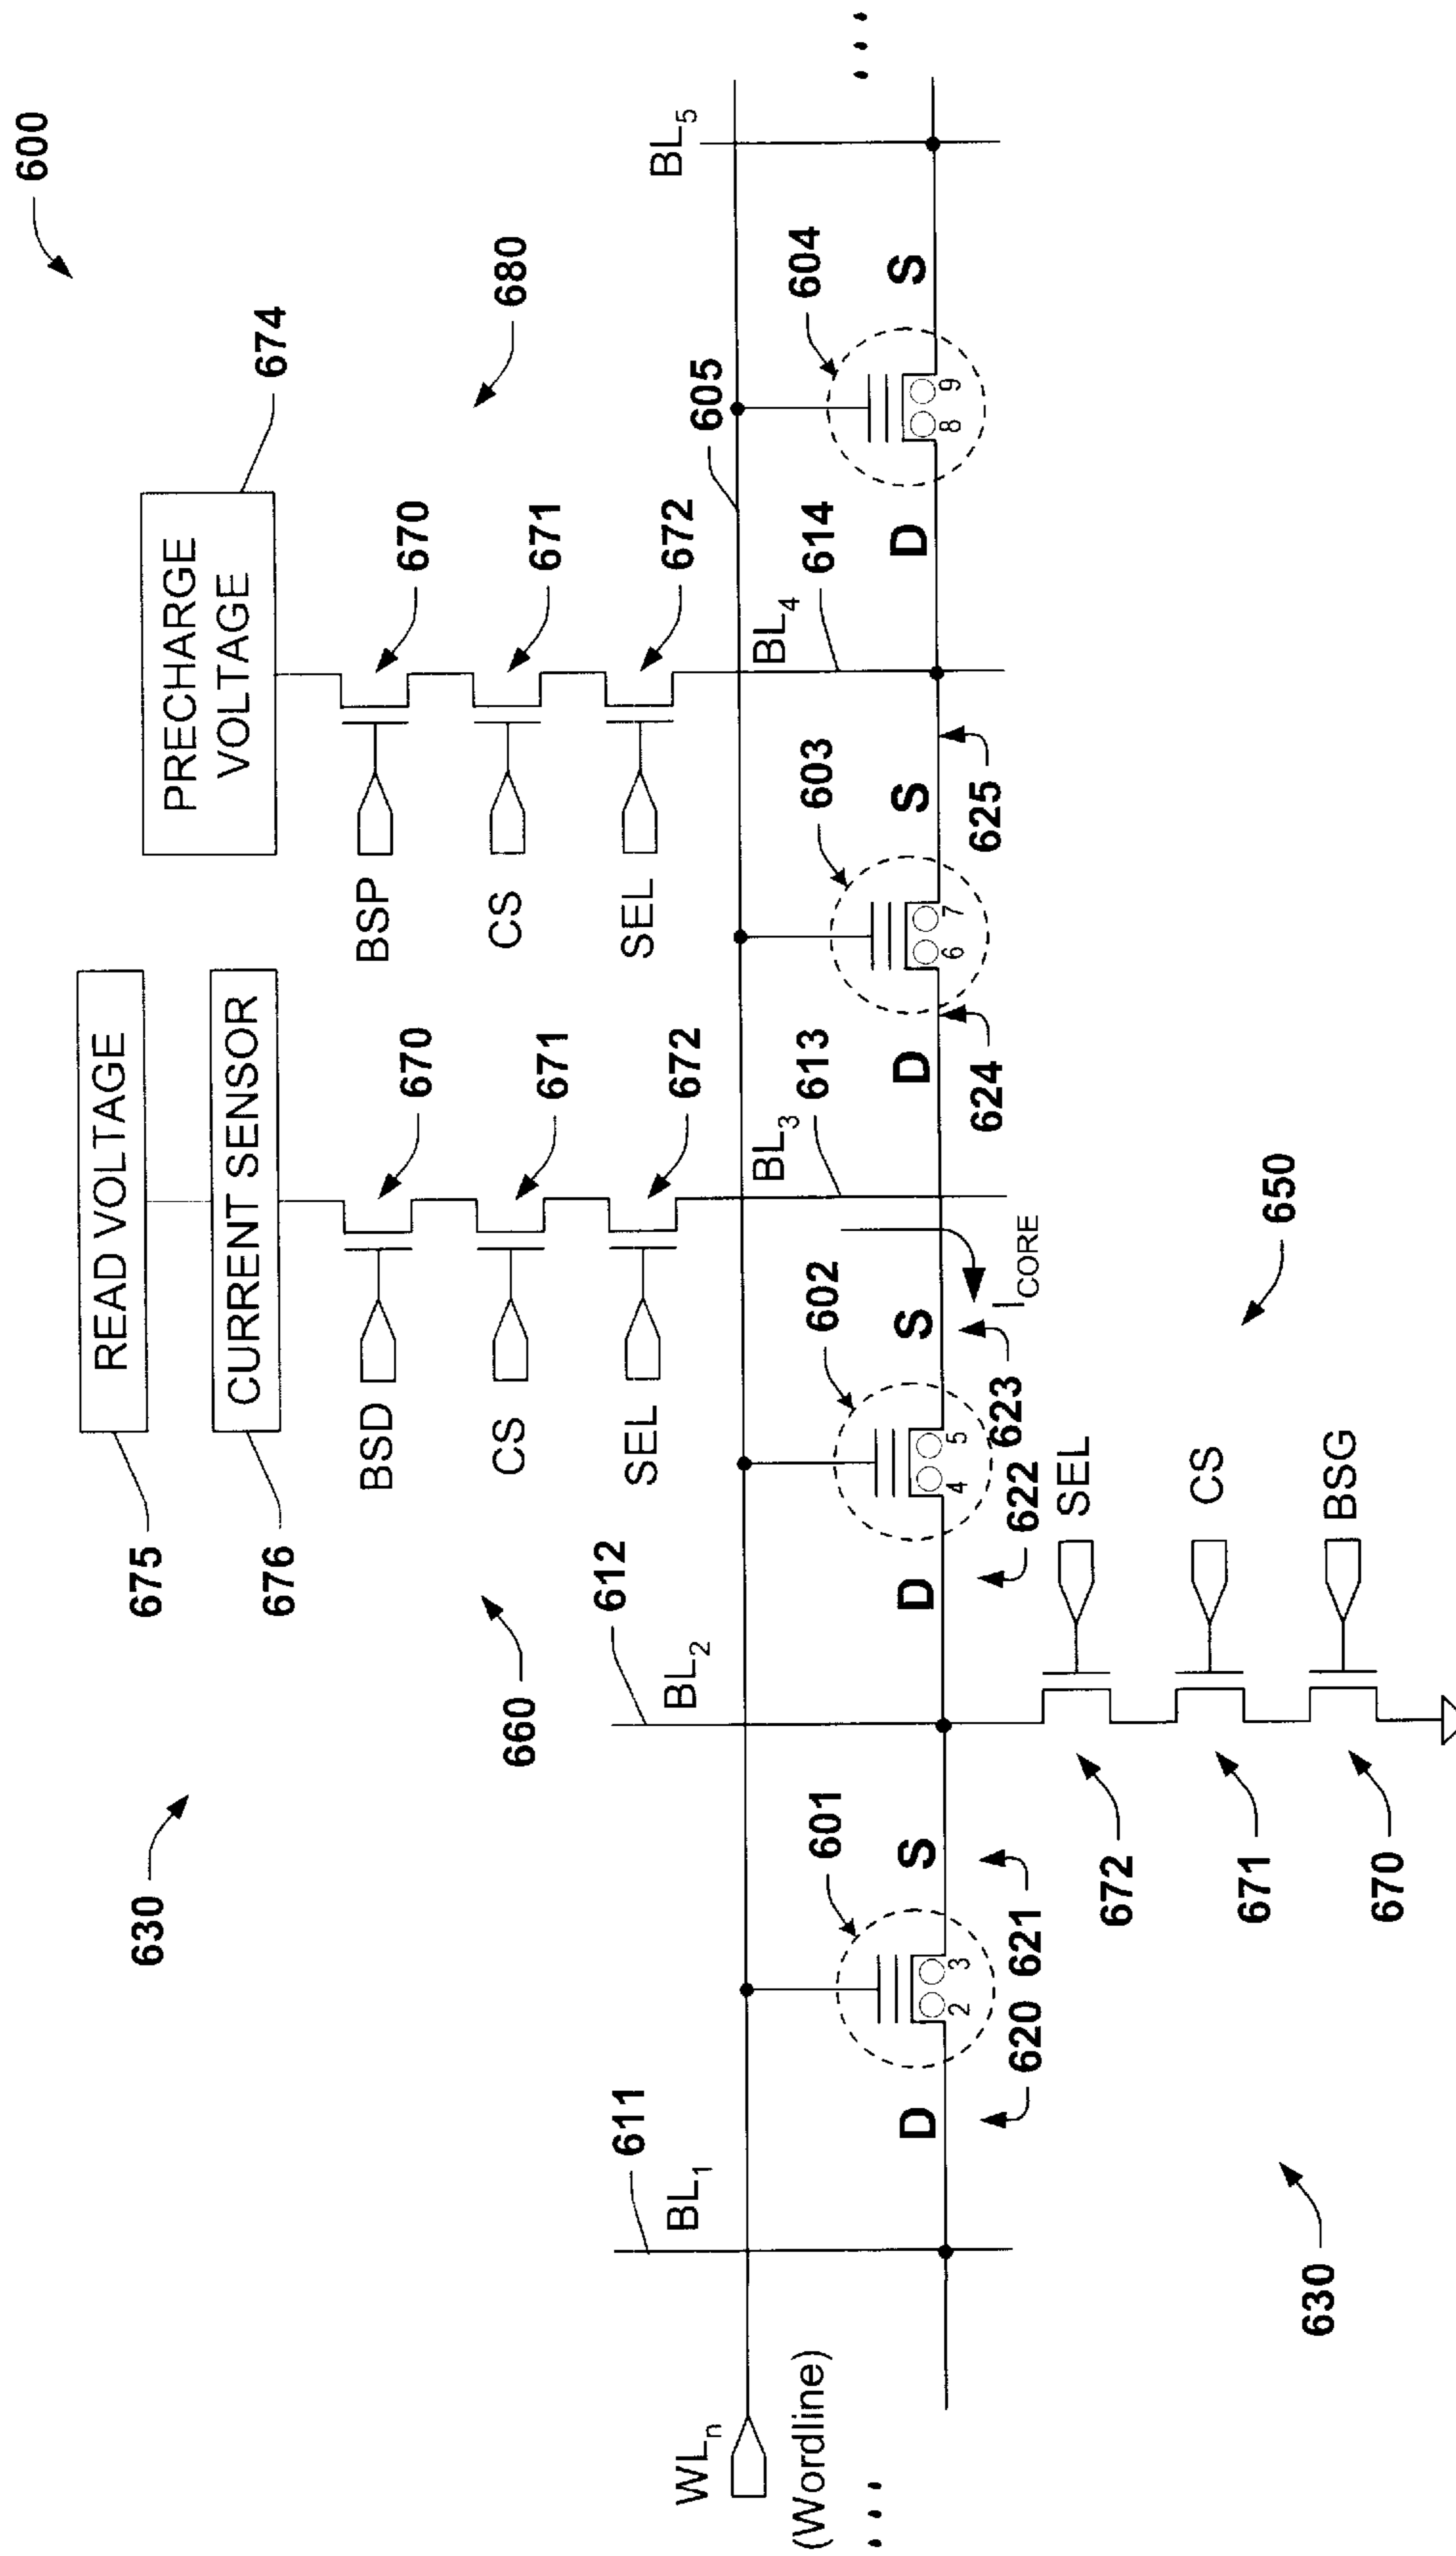 600
PRECHARGE
VOLTAGE
674
READ VOLTAGE
675
CURRENT SENSOR
676
630
BSD
670
BSP
670
680
CS
671
CS
671
SEL
672
SEL
672
660
612
605
611
BL1
BL2
BL3
BL4
BL5
WLn
(Wordline)
613
614
601
602
603
604
D
S
D
S
D
S
D
S
2 3
4 5
6 7
8 9
ICORE
620 621
622 623
624
625
672
SEL
650
671
CS
630
670
BSG